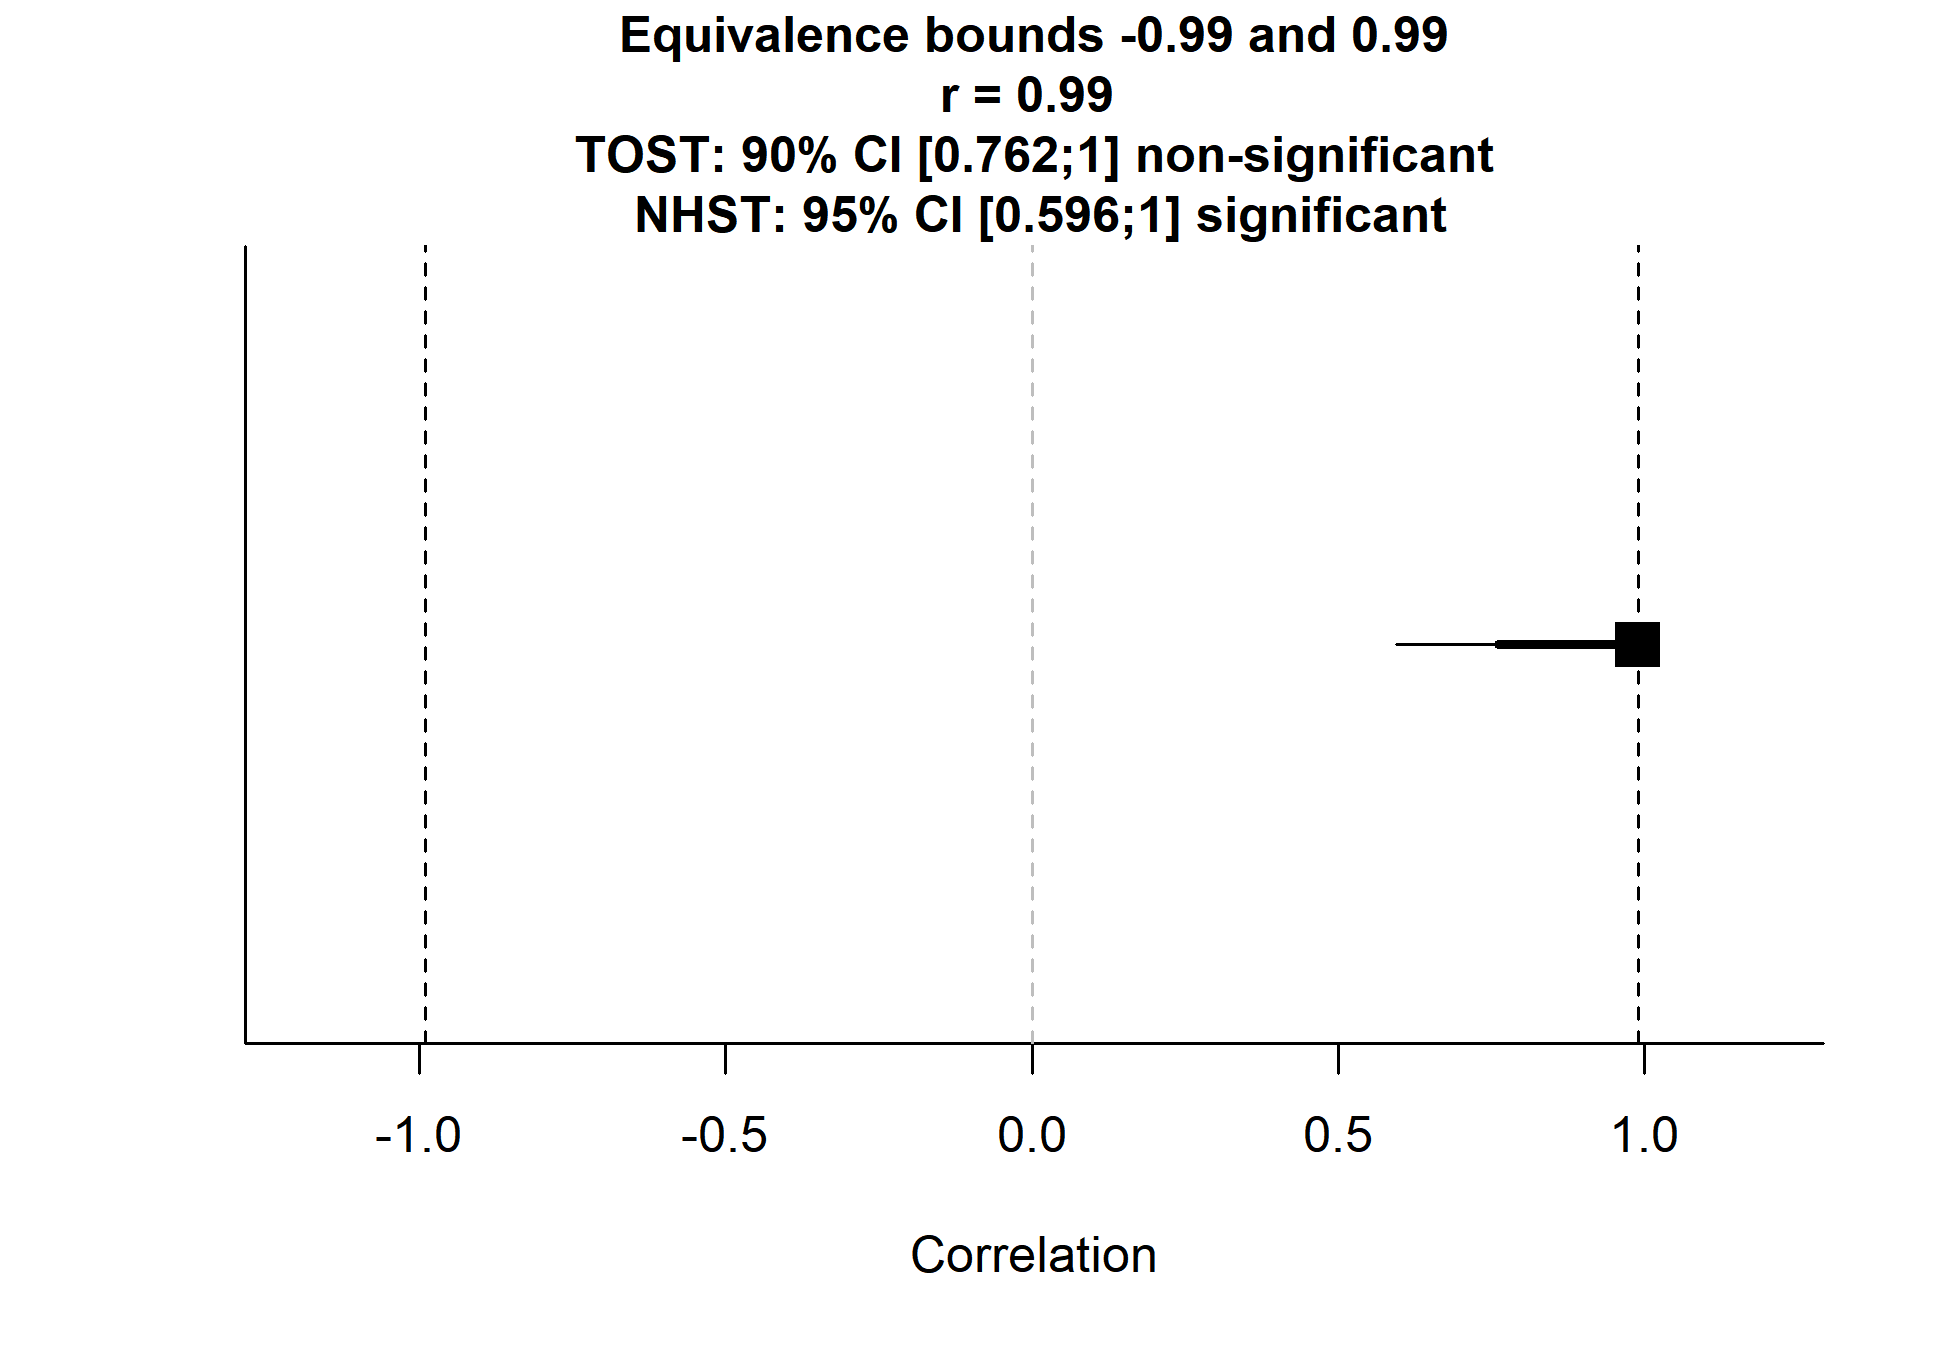 Equivalence bounds -0.99 and 0.99
r = 0.99
TOST: 90% CI [0.762;1] non-significant
NHST: 95% CI [0.596;1] significant
-1.0 -0.5 0.0 0.5 1.0
Correlation